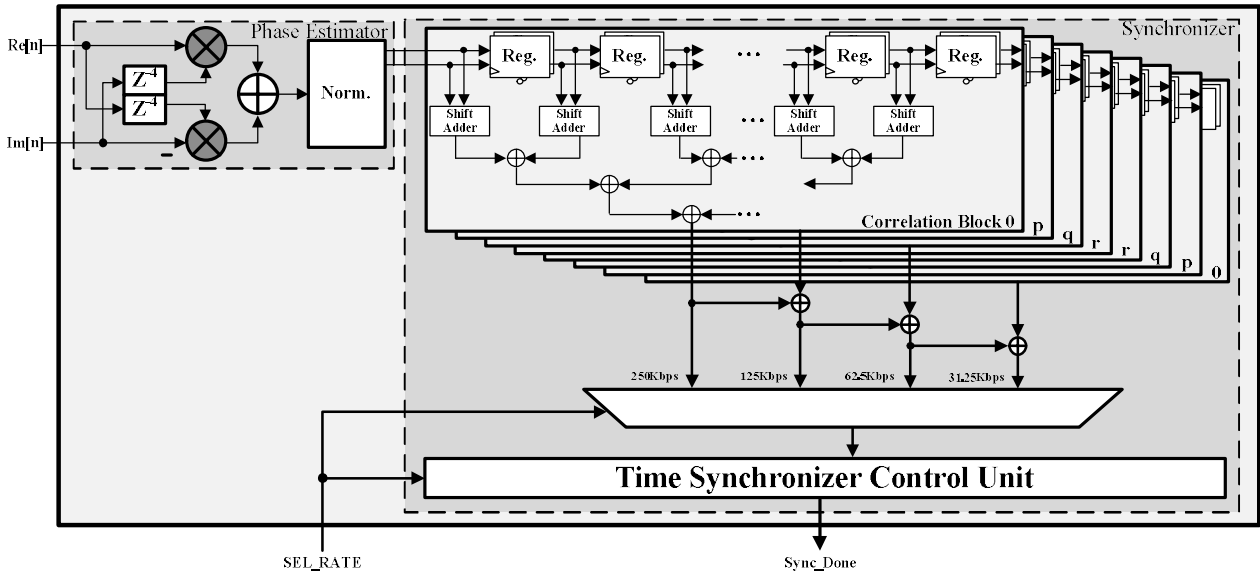 Phase Estimator
Synchronizer
Re[n]
Im[n]
Z-4
Z-4
Norm.
Reg.
Reg.
...
Reg.
Reg.
Shift Adder
Shift Adder
Shift Adder
...
Shift Adder
Shift Adder
...
...
Correlation Block 0
p
q
r
r
q
p
0
250Kbps
125Kbps
62.5Kbps
31.25Kbps
Time Synchronizer Control Unit
SEL_RATE
Sync_Done